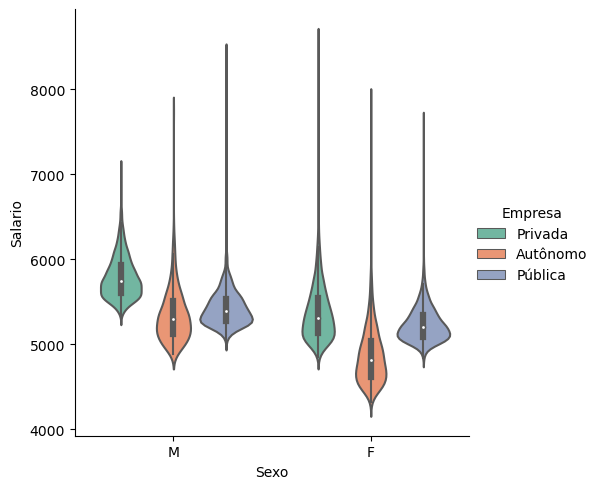 8000
7000
6000
5000
4000
Salario
M
F
Sexo
Empresa
Privada
Autônomo
Pública